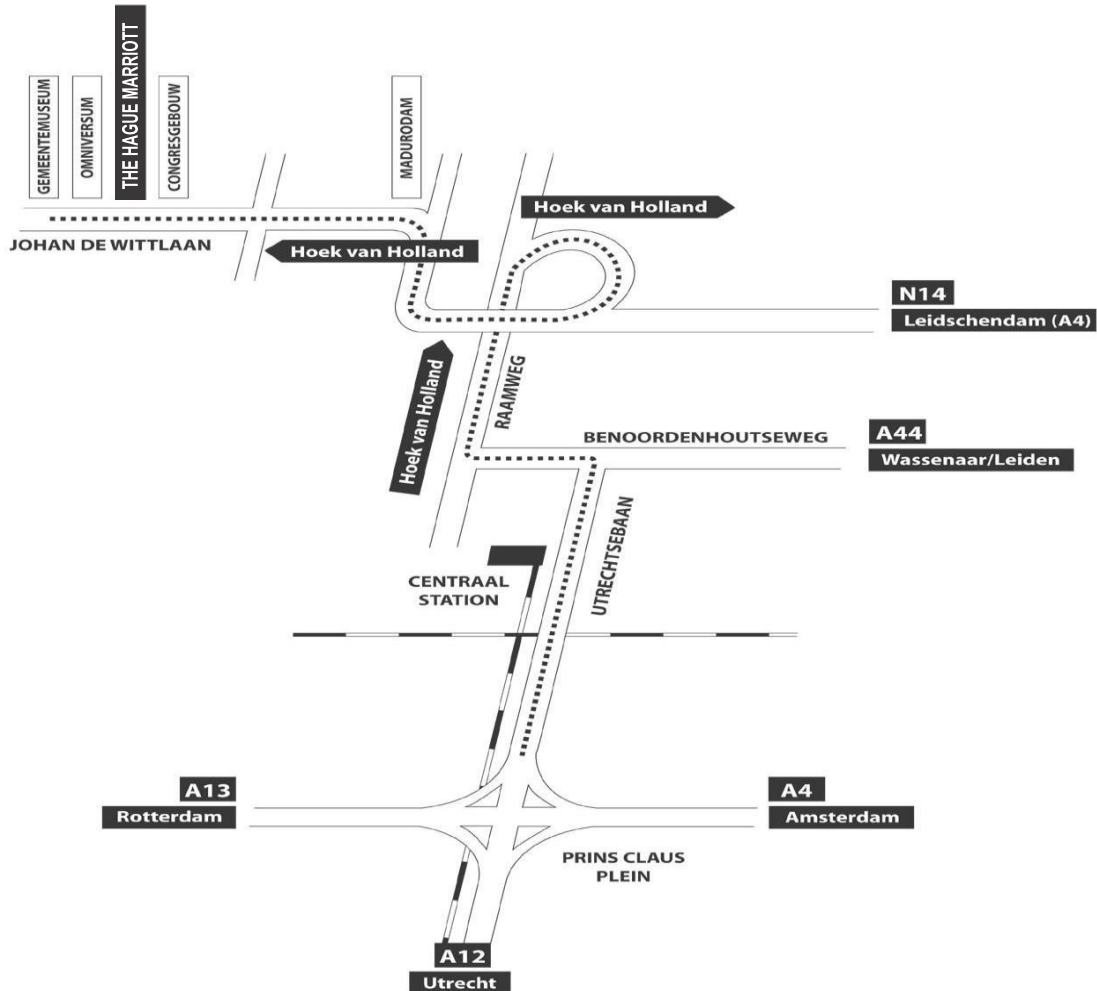 GEMEENTEMUSEUM
OMNIVERSUM
THE HAGUE MARRIOTT
CONGRESGEBOUW
MADURODAM
Hoek van Holland
JOHAN DE WITTLAAN
Hoek van Holland
N14
Leidschendam (A4)
Hoek van Holland
RAAMWEG
BENOORDENHOUTSEWEG
A44
Wassenaar/Leiden
UTRECHTSEBAAN
CENTRAAL
STATION
A13
Rotterdam
A4
Amsterdam
PRINS CLAUS
PLEIN
A12
Utrecht